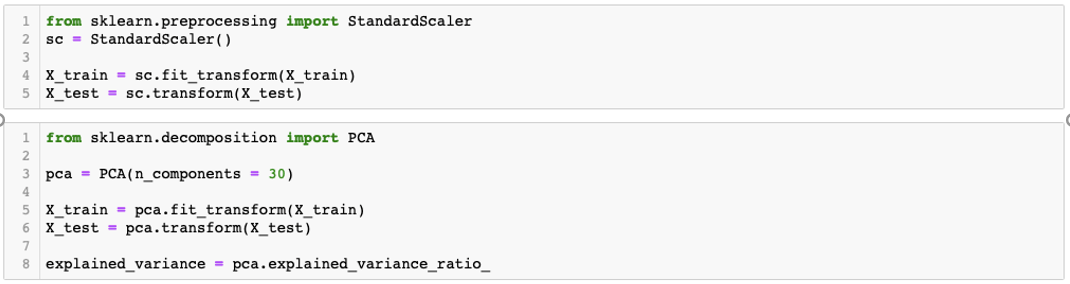 1 from sklearn.preprocessing import StandardScaler
2 sc = StandardScaler()
3
4 X_train = sc.fit_transform(X_train)
5 X_test = sc.transform(X_test)
1 from sklearn.decomposition import PCA
2
3 pca = PCA(n_components = 30)
4
5 X_train = pca.fit_transform(X_train)
6 X_test = pca.transform(X_test)
7
8 explained_variance = pca.explained_variance_ratio_